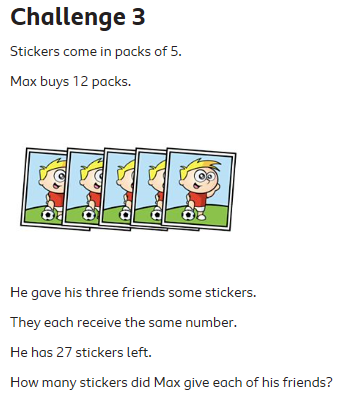 Challenge 3
Stickers come in packs of 5.
Max buys 12 packs.
He gave his three friends some stickers.
They each receive the same number.
He has 27 stickers left.
How many stickers did Max give each of his friends?